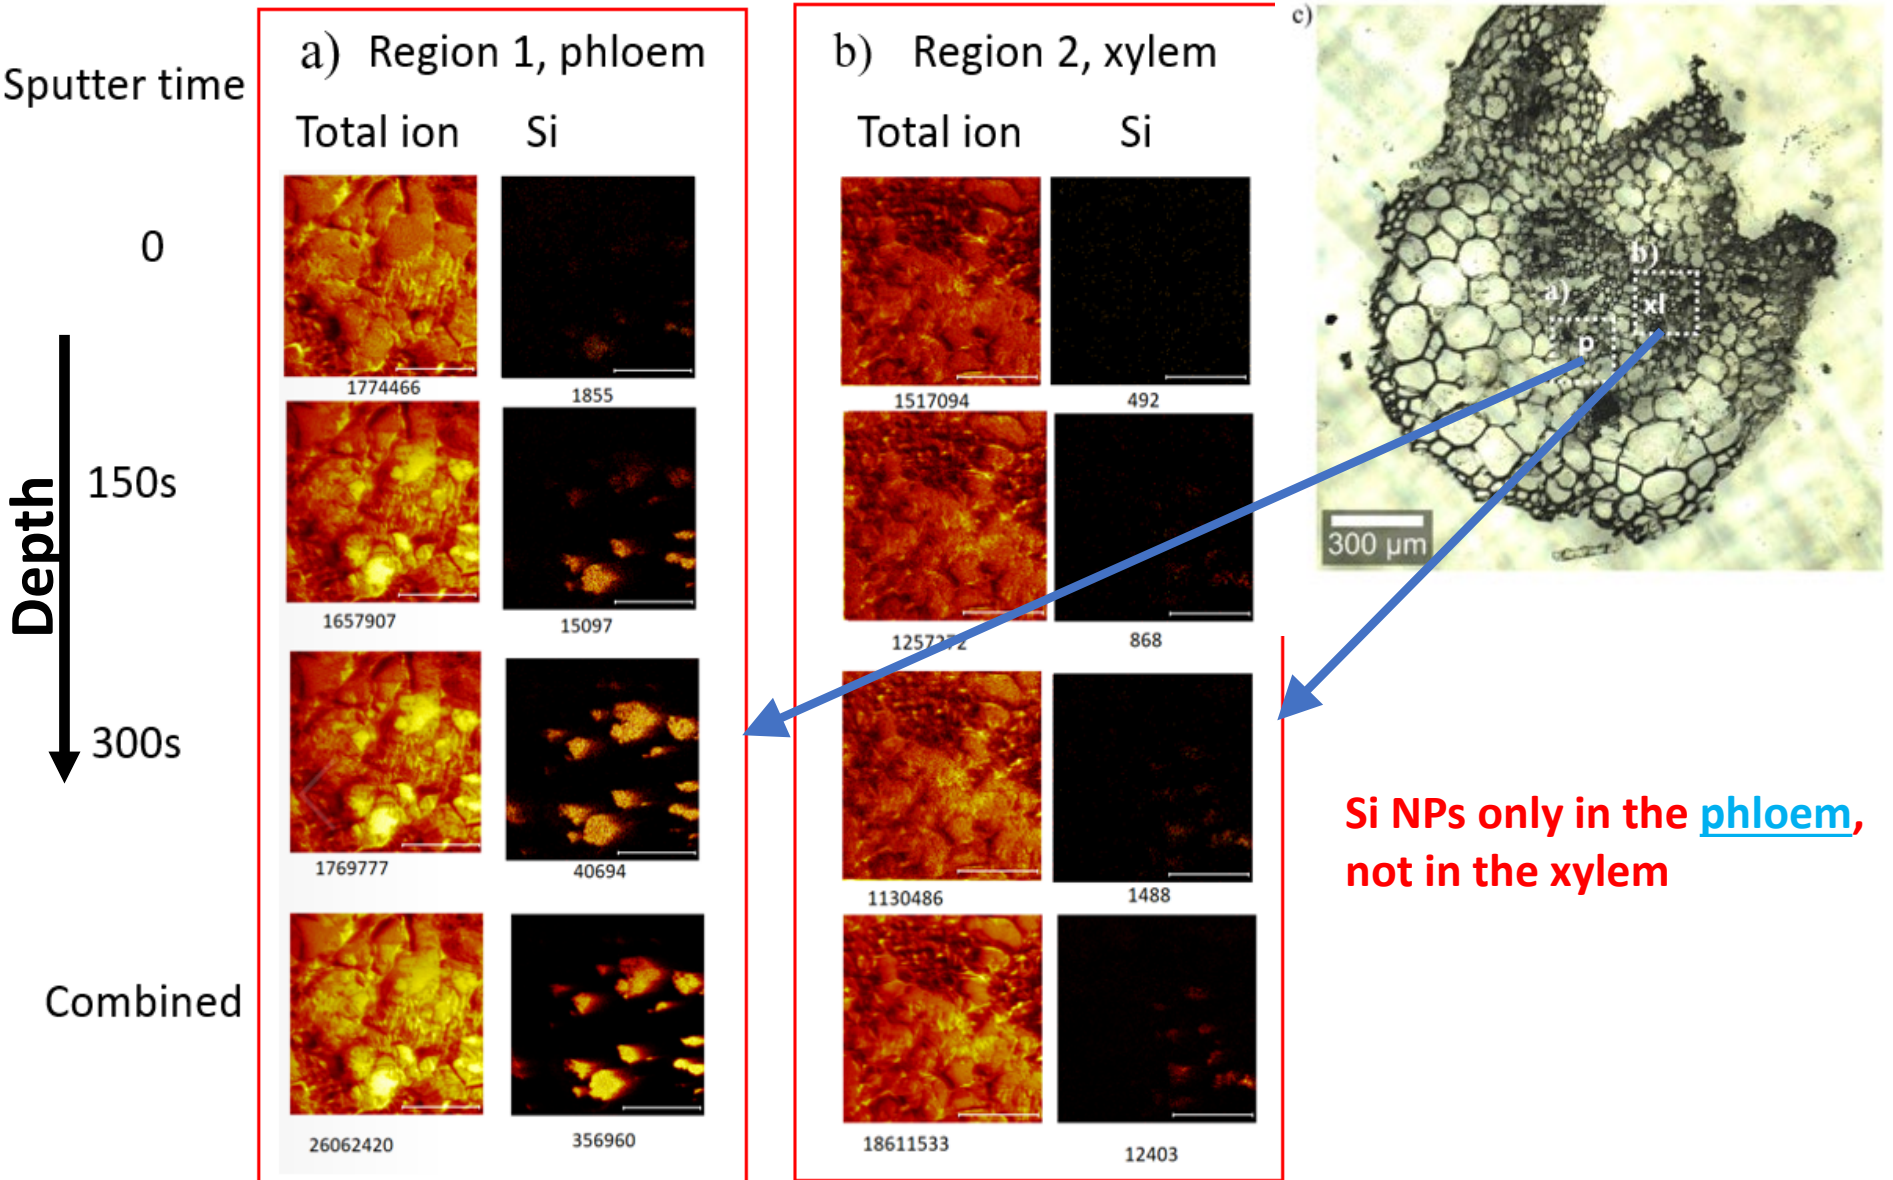 Sputter time
0
150s
300s
Combined
Depth
a) Region 1, phloem
Total ion Si
1774466 1855
1657907 15097
1769777 40694
26062420 356960
b) Region 2, xylem
Total ion Si
1517094 492
1257272 868
1130486 1488
18611533 12403
c)
b)
xl
a)
p
300 µm
Si NPs only in the phloem,
not in the xylem